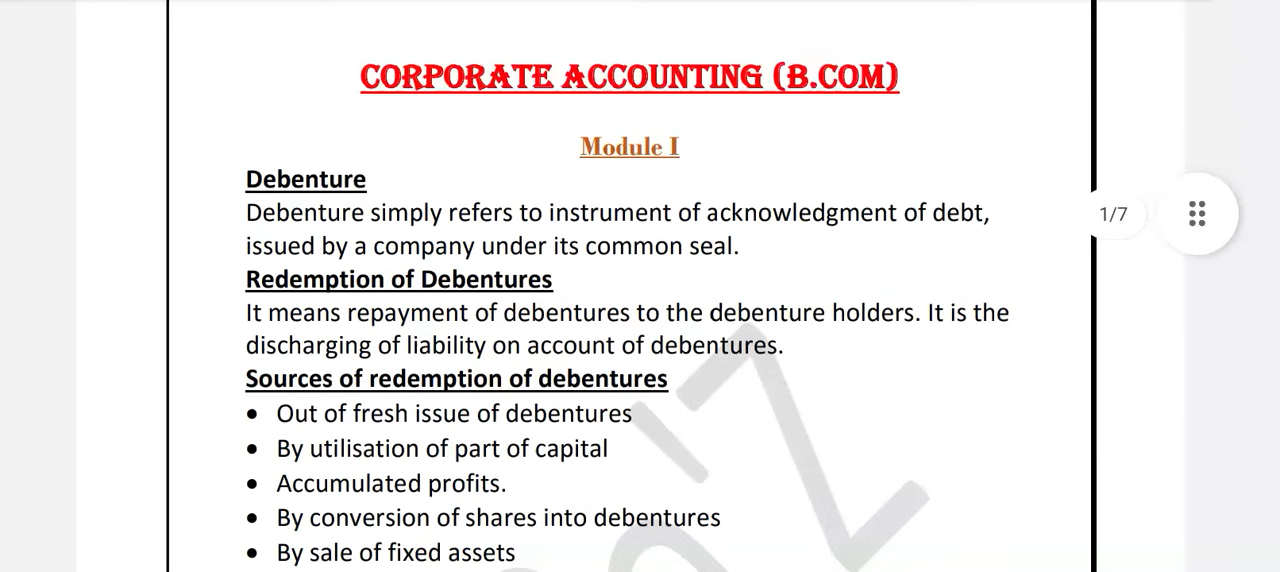 CORPORATE ACCOUNTING (B.COM)
Module I
Debenture
Debenture simply refers to instrument of acknowledgment of debt,
issued by a company under its common seal.
1/7
Redemption of Debentures
It means repayment of debentures to the debenture holders. It is the
discharging of liability on account of debentures.
Sources of redemption of debentures
• Out of fresh issue of debentures
• By utilisation of part of capital
• Accumulated profits.
• By conversion of shares into debentures
• By sale of fixed assets